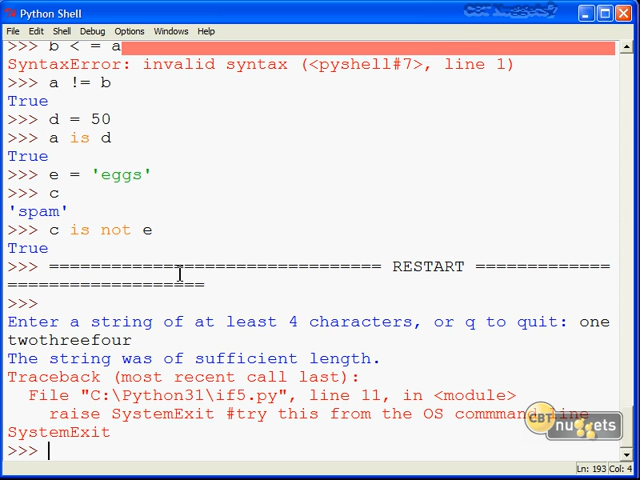 Python Shell
File Edit Shell Debug Options Windows Help
>>> b < = a
SyntaxError: invalid syntax (<pyshell#7>, line 1)
>>> a != b
True
>>> d = 50
>>> a is d
True
>>> e = 'eggs'
>>> c
'spam'
>>> c is not e
True
>>> ================================ RESTART =============
===================
>>>
Enter a string of at least 4 characters, or q to quit: one
twothreefour
The string was of sufficient length.
Traceback (most recent call last):
File "C:\Python31\if5.py", line 11, in <module>
raise SystemExit #try this from the OS commmand line
SystemExit
>>>
CBT nuggets
Ln: 193 Col: 4